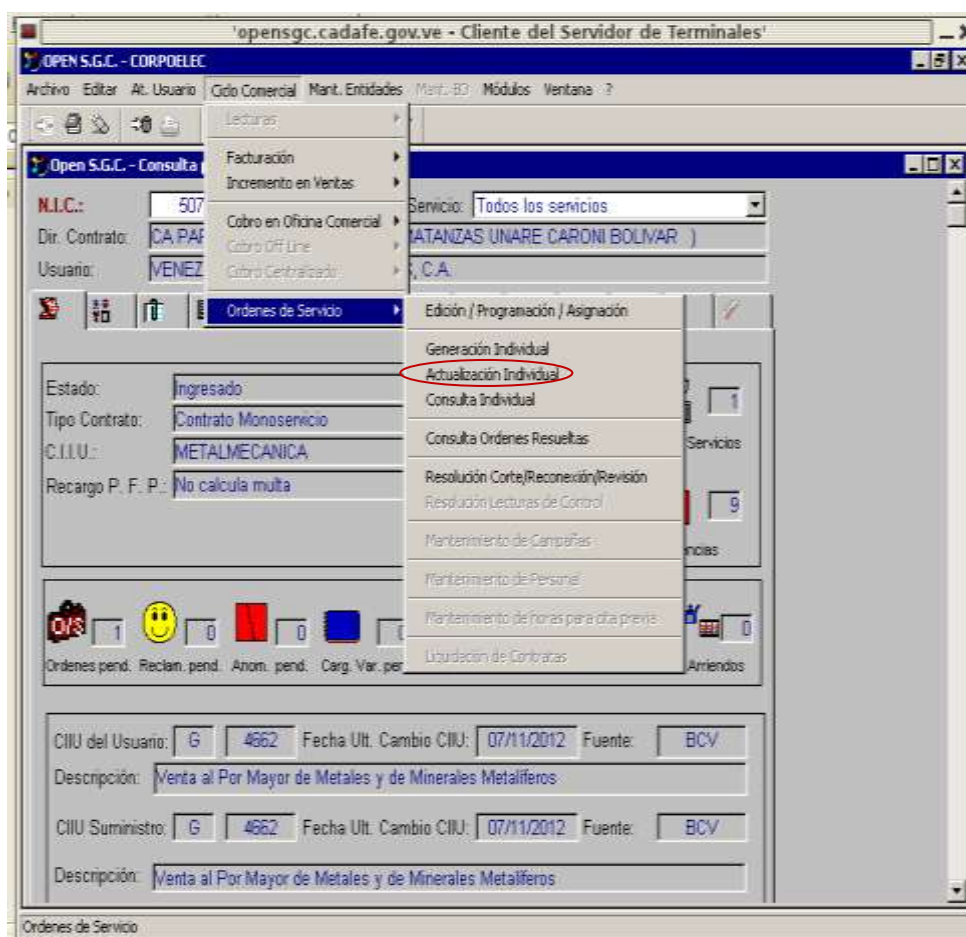 'opensgc.cadafe.gov.ve - Cliente del Servidor de Terminales'
OPEN S.G.C. - CORPOELEC
Archivo Editar At. Usuario Ciclo Comercial Mant. Entidades Mant. BD Módulos Ventana ?
Lecturas
Facturación
Incremento en Ventas
Cobro en Oficina Comercial
Cobro Off Line
Cobro Centralizado
Ordenes de Servicio
Open S.G.C. - Consulta
N.I.C.: 507 Servicio: Todos los servicios
Dir. Contrato: CA PAR MATANZAS UNARE CARONI BOLIVAR )
Usuario: VENEZ , C.A.
Edición / Programación / Asignación
Generación Individual
Actualización Individual
Consulta Individual
Consulta Ordenes Resueltas
Resolución Corte/Reconexión/Revisión
Resolución Lecturas de Control
Mantenimiento de Campañas
Mantenimiento de Personal
Mantenimiento de horas para cita previa
Liquidación de Contratas
Estado: Ingresado 1
Tipo Contrato: Contrato Monoservicio Servicios
C.I.I.U.: METALMECANICA
Recargo P. F. P.: No calcula multa 9
ncias
1 0 0 0
Ordenes pend. Reclam. pend. Anom. pend. Carg. Var. per Arriendos
CIIU del Usuario: G 4662 Fecha Ult. Cambio CIIU: 07/11/2012 Fuente: BCV
Descripción: Venta al Por Mayor de Metales y de Minerales Metalíferos
CIIU Suministro: G 4662 Fecha Ult. Cambio CIIU: 07/11/2012 Fuente: BCV
Descripción: Venta al Por Mayor de Metales y de Minerales Metalíferos
Ordenes de Servicio